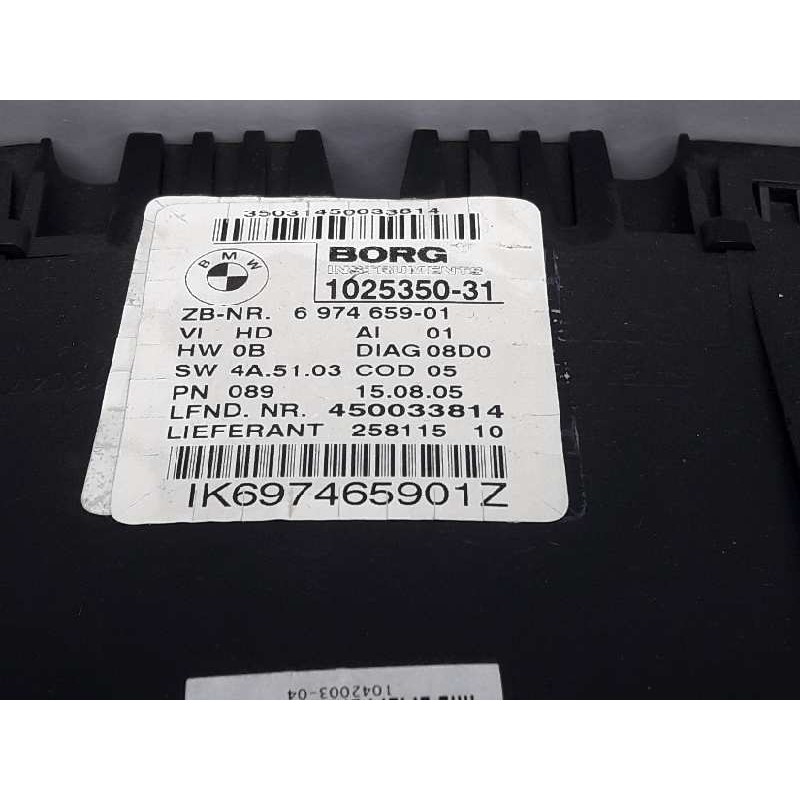 35031450033814
BMW
BORG
INSTRUMENTS
1025350-31
ZB-NR. 6 974 659-01
VI HD AI 01
HW 0B DIAG 08D0
SW 4A.51.03 COD 05
PN 089 15.08.05
LFND. NR. 450033814
LIEFERANT 258115 10
IK697465901Z
1042003-04